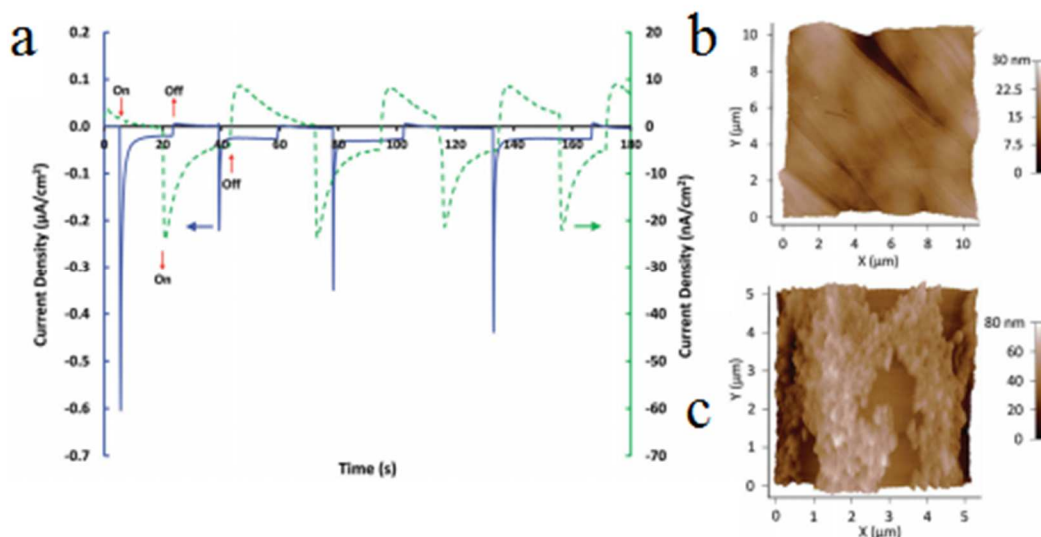 a
0.2
0.1
0.0
-0.1
-0.2
-0.3
-0.4
-0.5
-0.6
-0.7
Current Density (µA/cm²)
0 20 40 60 80 100 120 140 160 180
Time (s)
On
Off
Off
On
20
10
0
-10
-20
-30
-40
-50
-60
-70
Current Density (nA/cm²)
b
10
8
6
4
2
0
Y (µm)
0 2 4 6 8 10
X (µm)
30 nm
22.5
15
7.5
0
c
5
4
3
2
1
0
Y (µm)
0 1 2 3 4 5
X (µm)
80 nm
60
40
20
0